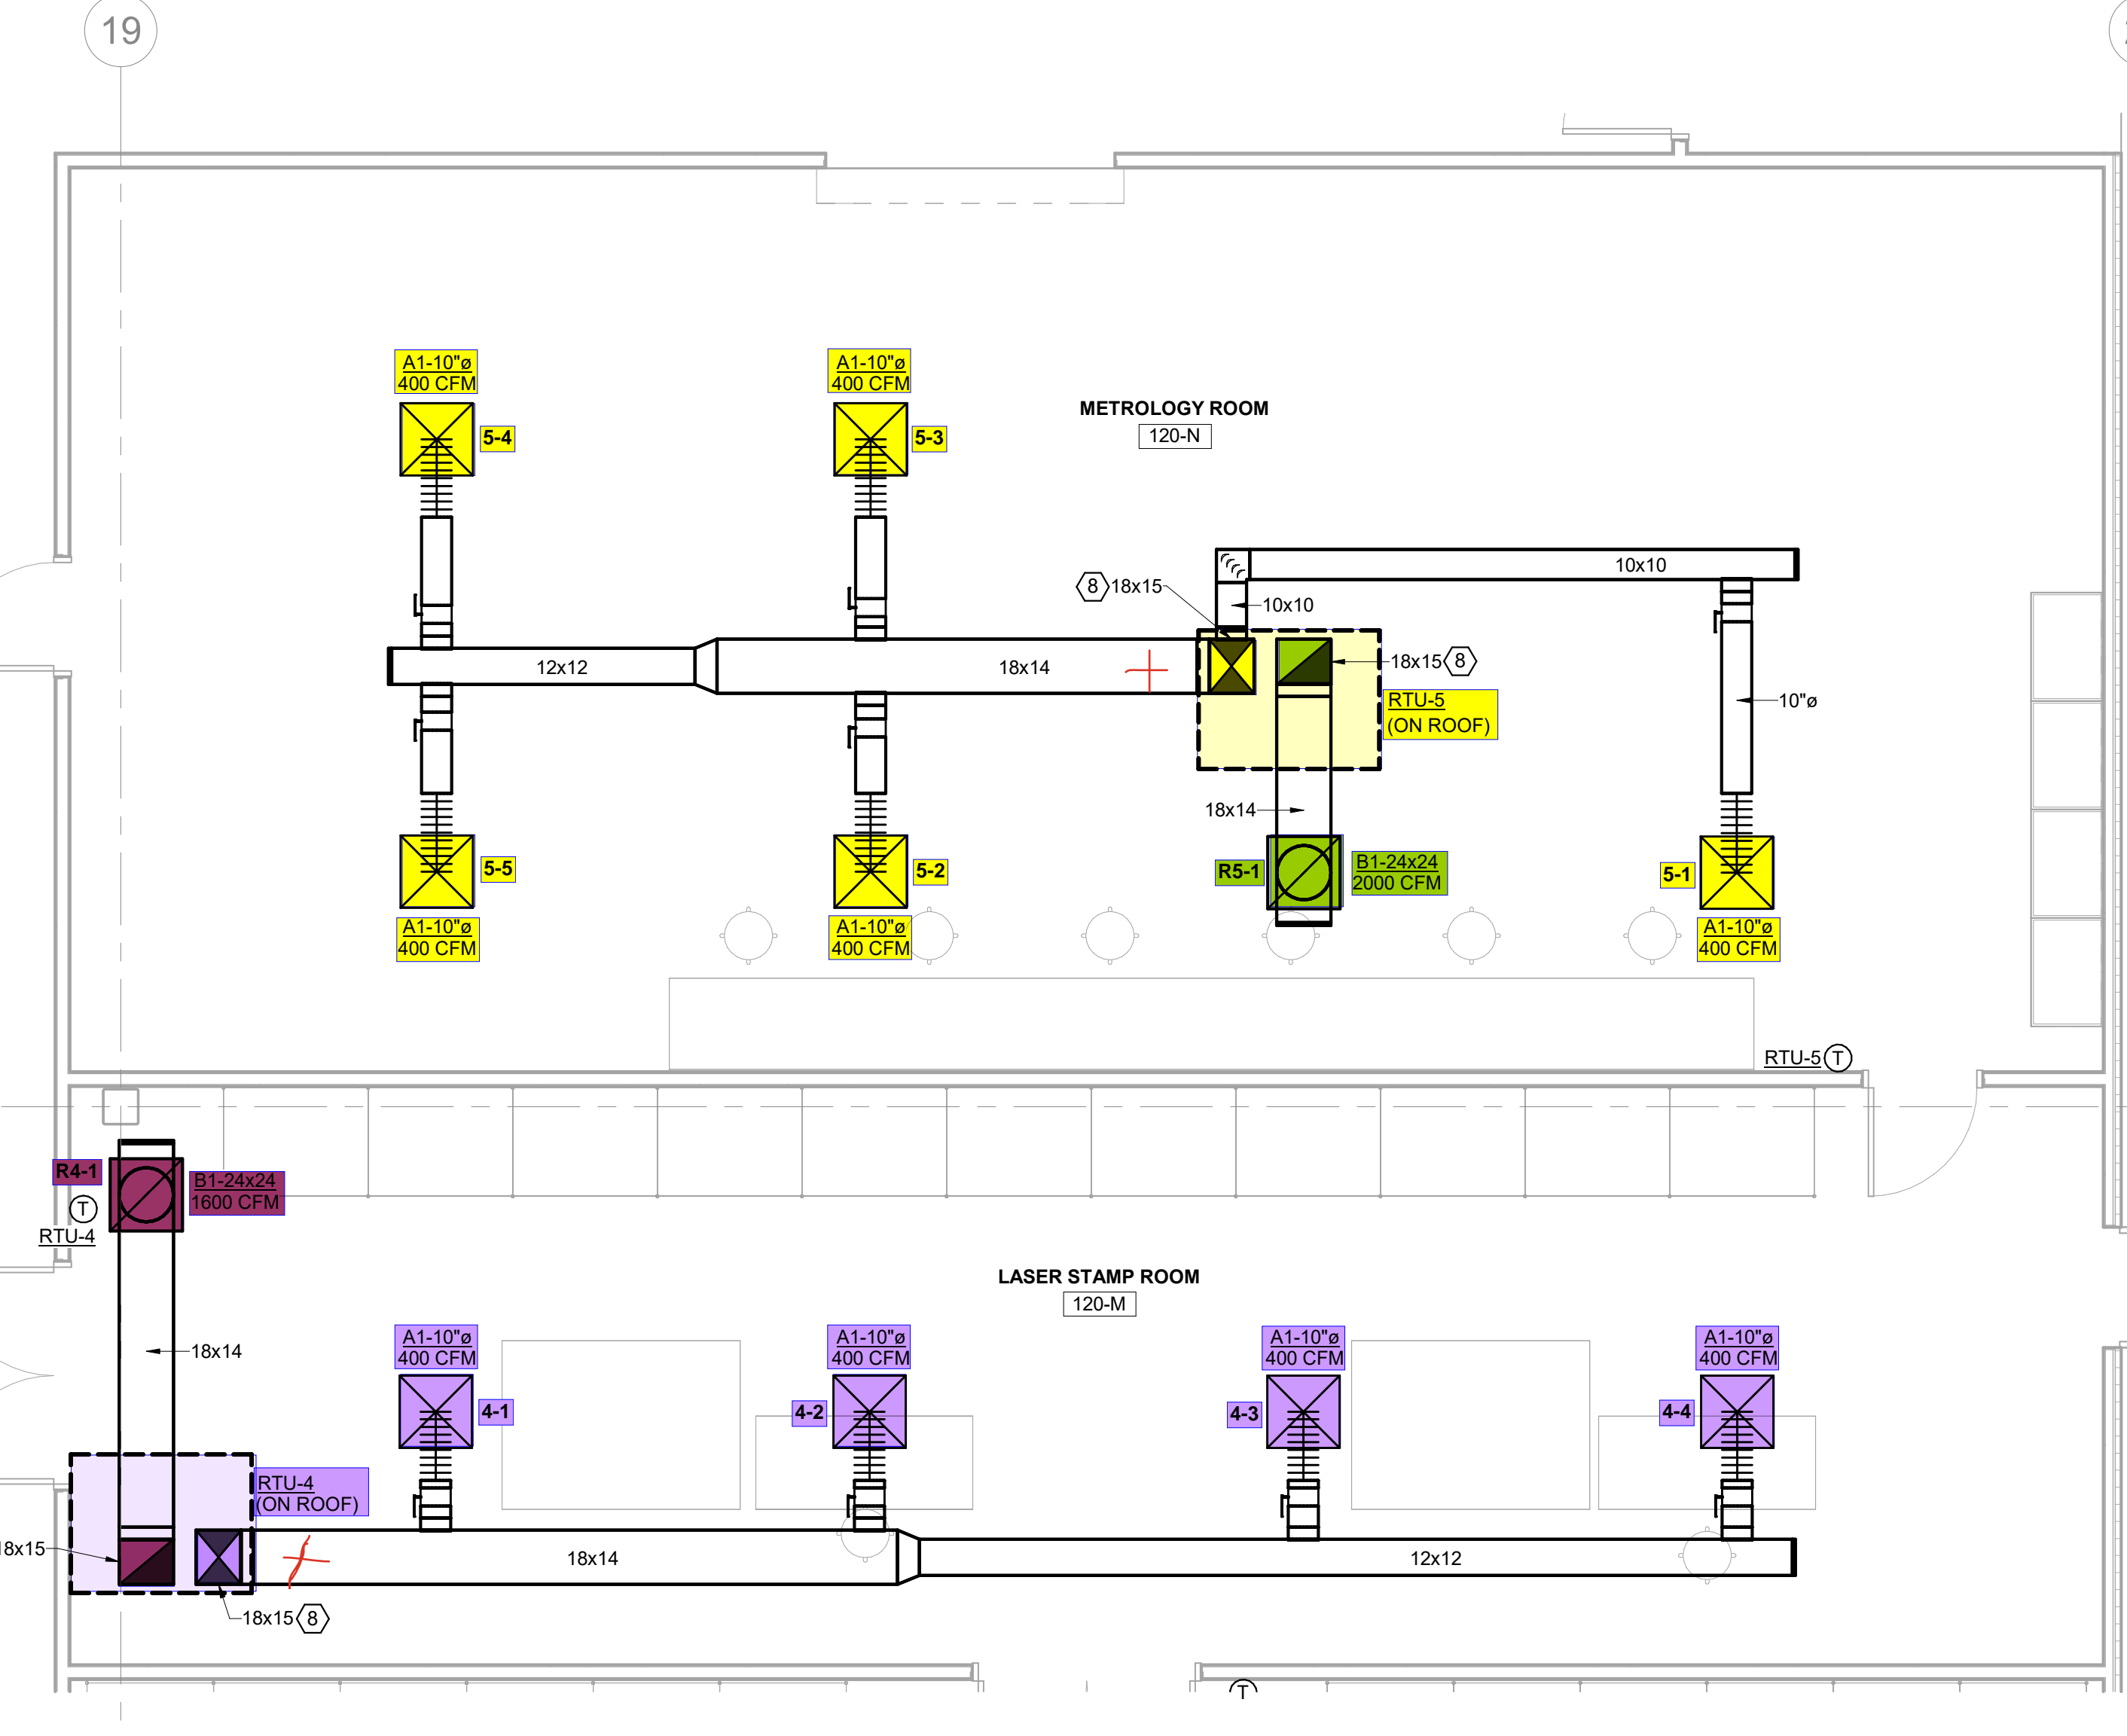 19
A1-10"ø
400 CFM
A1-10"ø
400 CFM
METROLOGY ROOM
120-N
5-4
5-3
10x10
8
18x15
10x10
12x12
18x14
18x15
8
RTU-5
(ON ROOF)
10"ø
18x14
5-5
5-2
R5-1
B1-24x24
2000 CFM
5-1
A1-10"ø
400 CFM
A1-10"ø
400 CFM
A1-10"ø
400 CFM
RTU-5
T
R4-1
B1-24x24
1600 CFM
T
RTU-4
LASER STAMP ROOM
120-M
18x14
A1-10"ø
400 CFM
A1-10"ø
400 CFM
A1-10"ø
400 CFM
A1-10"ø
400 CFM
4-1
4-2
4-3
4-4
RTU-4
(ON ROOF)
18x15
18x14
12x12
18x15
8
T